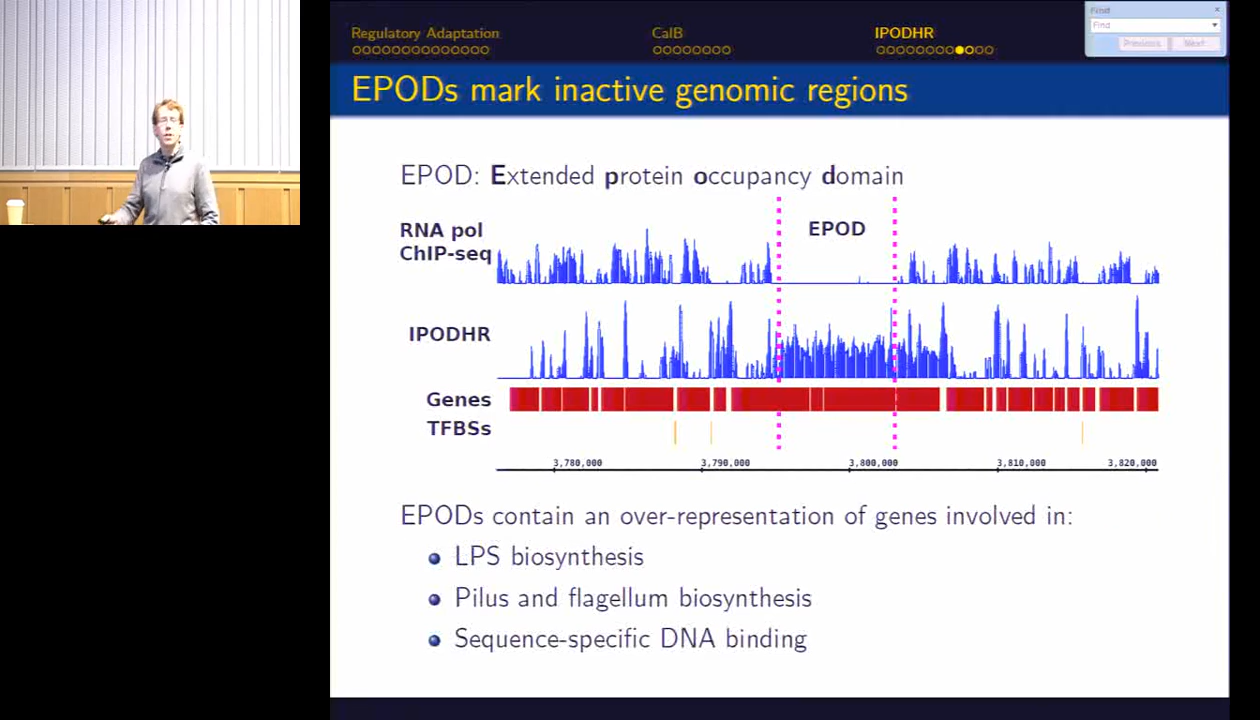 Regulatory Adaptation
CalB
IPODHR
Find
Find
Previous
Next
EPODs mark inactive genomic regions
EPOD: Extended protein occupancy domain
RNA pol
ChIP-seq
EPOD
IPODHR
Genes
TFBSs
3,780,000 3,790,000 3,800,000 3,810,000 3,820,000
EPODs contain an over-representation of genes involved in:
LPS biosynthesis
Pilus and flagellum biosynthesis
Sequence-specific DNA binding